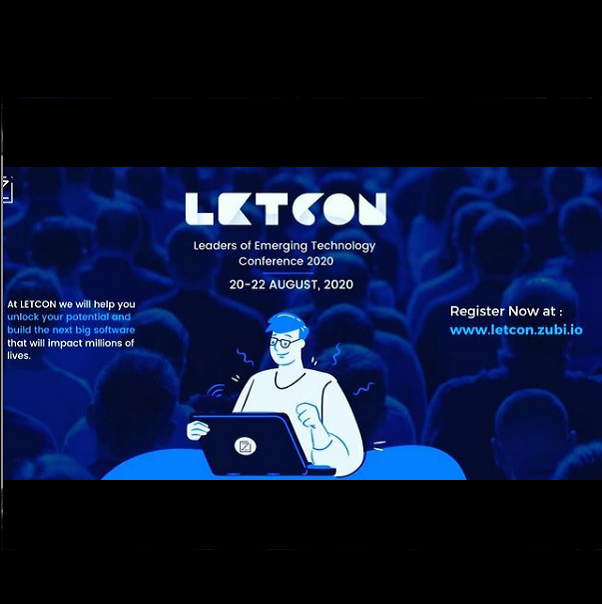 LETCON
Leaders of Emerging Technology
Conference 2020
20-22 AUGUST, 2020
At LETCON we will help you
unlock your potential and
build the next big software
that will impact millions of
lives.
Register Now at :
www.letcon.zubi.io